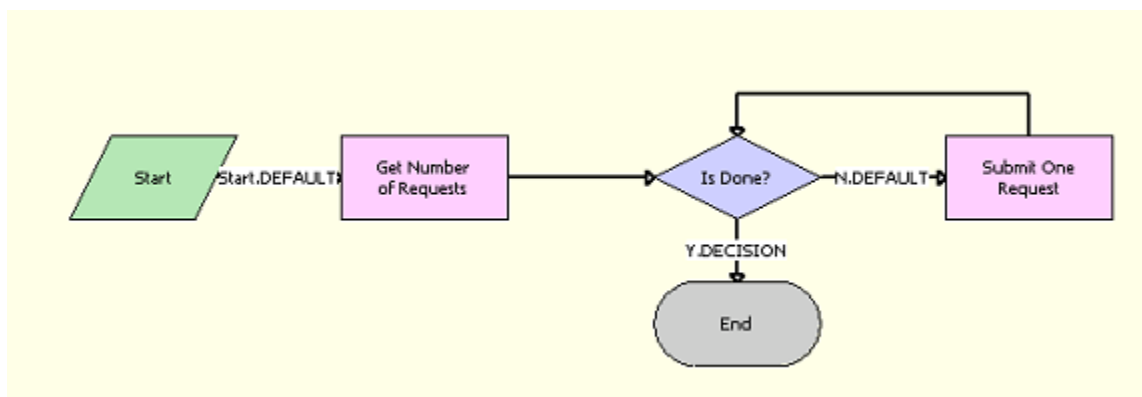 Start
Start.DEFAULT
Get Number
of Requests
Is Done?
N.DEFAULT
Submit One
Request
Y.DECISION
End